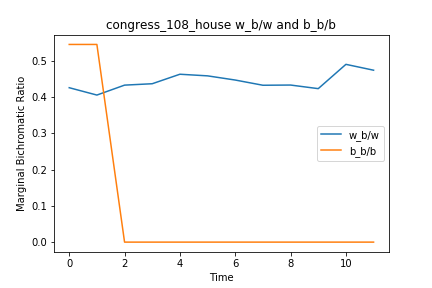 congress_108_house w_b/w and b_b/b
Marginal Bichromatic Ratio
0.5
0.4
0.3
0.2
0.1
0.0
w_b/w
b_b/b
0 2 4 6 8 10
Time